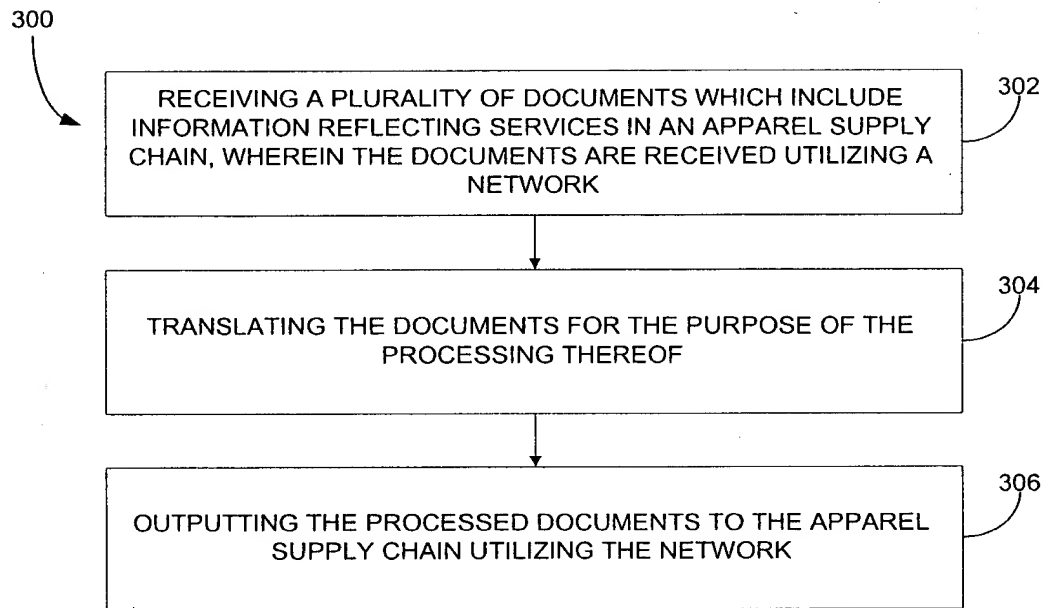 300
RECEIVING A PLURALITY OF DOCUMENTS WHICH INCLUDE
INFORMATION REFLECTING SERVICES IN AN APPAREL SUPPLY
CHAIN, WHEREIN THE DOCUMENTS ARE RECEIVED UTILIZING A
NETWORK
302
TRANSLATING THE DOCUMENTS FOR THE PURPOSE OF THE
PROCESSING THEREOF
304
OUTPUTTING THE PROCESSED DOCUMENTS TO THE APPAREL
SUPPLY CHAIN UTILIZING THE NETWORK
306